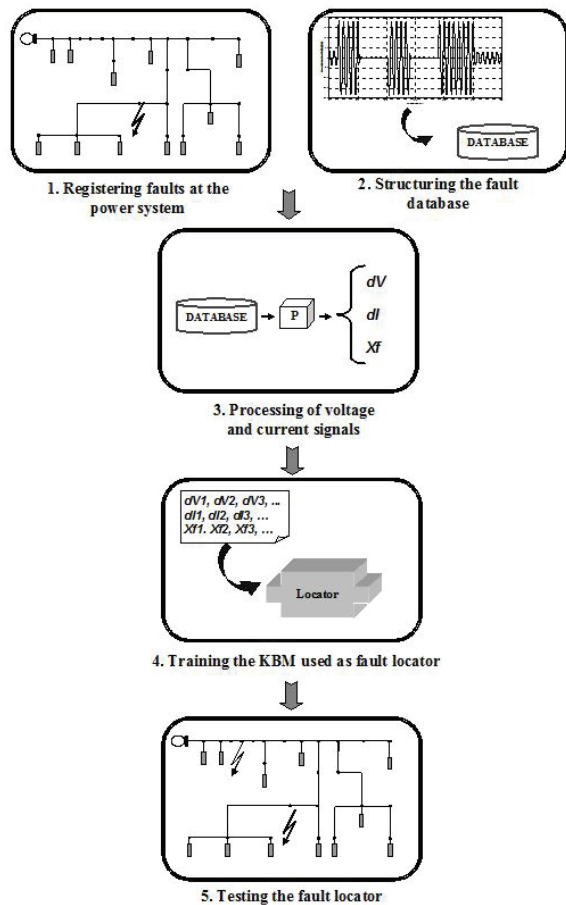 DATABASE
1. Registering faults at the
power system
2. Structuring the fault
database
DATABASE
P
dV
dI
Xf
3. Processing of voltage
and current signals
dV1, dV2, dV3, ...
dI1, dI2, dI3, ...
Xf1. Xf2, Xf3, ...
Locator
4. Training the KBM used as fault locator
5. Testing the fault locator